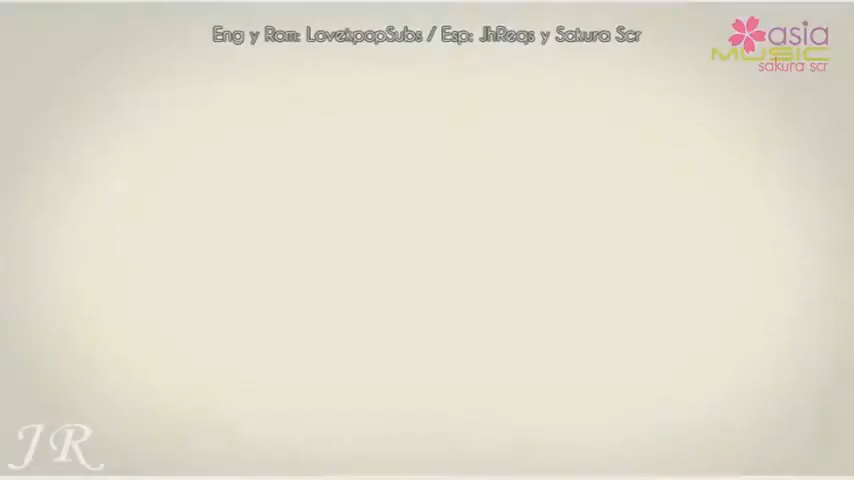 Eng y Rom: LovekpopSubs / Esp: JhReqs y Sakura Scr
asia
MUSIC
sakura scr
JR